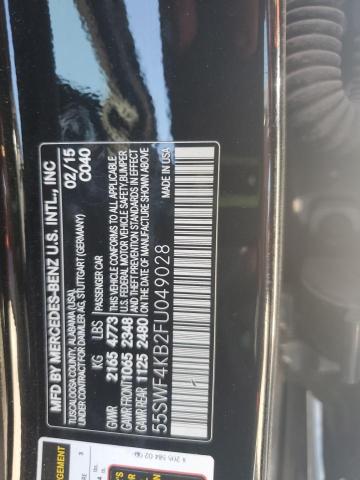 MFD BY MERCEDES-BENZ U.S. INTL., INC
TUSCALOOSA COUNTY, ALABAMA (USA)
UNDER CONTRACT FOR DAIMLER AG, STUTTGART (GERMANY)
02/15
C040
KG LBS PASSENGER CAR
GVWR 2165 4773 THIS VEHICLE CONFORMS TO ALL APPLICABLE
GAWR FRONT 1065 2348 U.S. FEDERAL MOTOR VEHICLE SAFETY, BUMPER
GAWR REAR 1125 2480 AND THEFT PREVENTION STANDARDS IN EFFECT
ON THE DATE OF MANUFACTURE SHOWN ABOVE.
55SWF4KB2FU049028 MADE IN USA